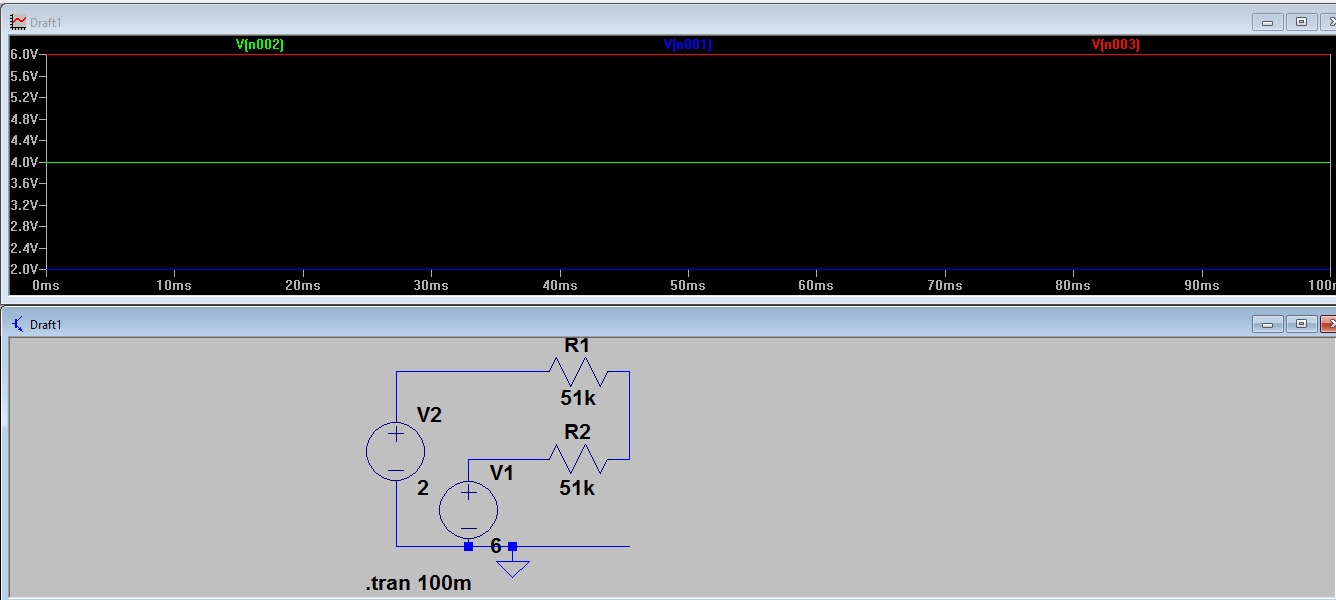 Draft1
V(n002) V(n001) V(n003)
6.0V
5.6V
5.2V
4.8V
4.4V
4.0V
3.6V
3.2V
2.8V
2.4V
2.0V
0ms 10ms 20ms 30ms 40ms 50ms 60ms 70ms 80ms 90ms 100m
Draft1
R1
51k
V2
R2
V1
2
51k
6
.tran 100m